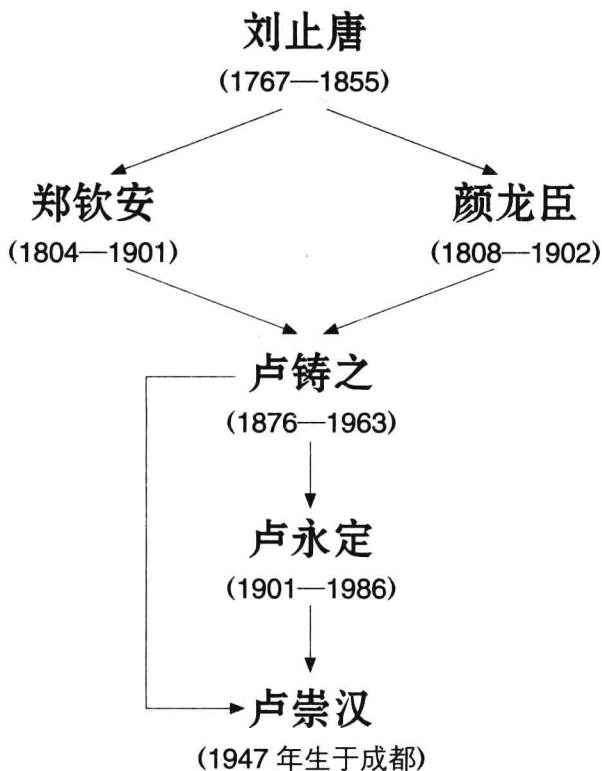 刘止唐
(1767—1855)
郑钦安
颜龙臣
(1804—1901)
(1808—1902)
卢铸之
(1876—1963)
卢永定
(1901—1986)
卢崇汉
(1947 年生于成都)